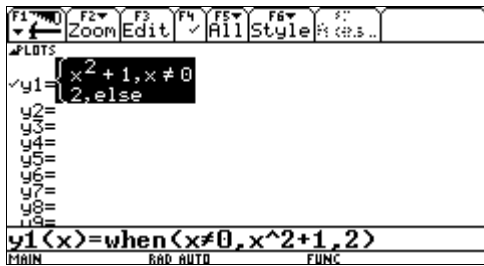 F1 F2 Zoom F3 Edit F4 ✓ F5 All F6 Style
PLOTS
✓y1={x²+1,x≠0
{2,else
y2=
y3=
y4=
y5=
y6=
y7=
y8=
y9=
y1(x)=when(x≠0,x^2+1,2)
MAIN RAD AUTO FUNC